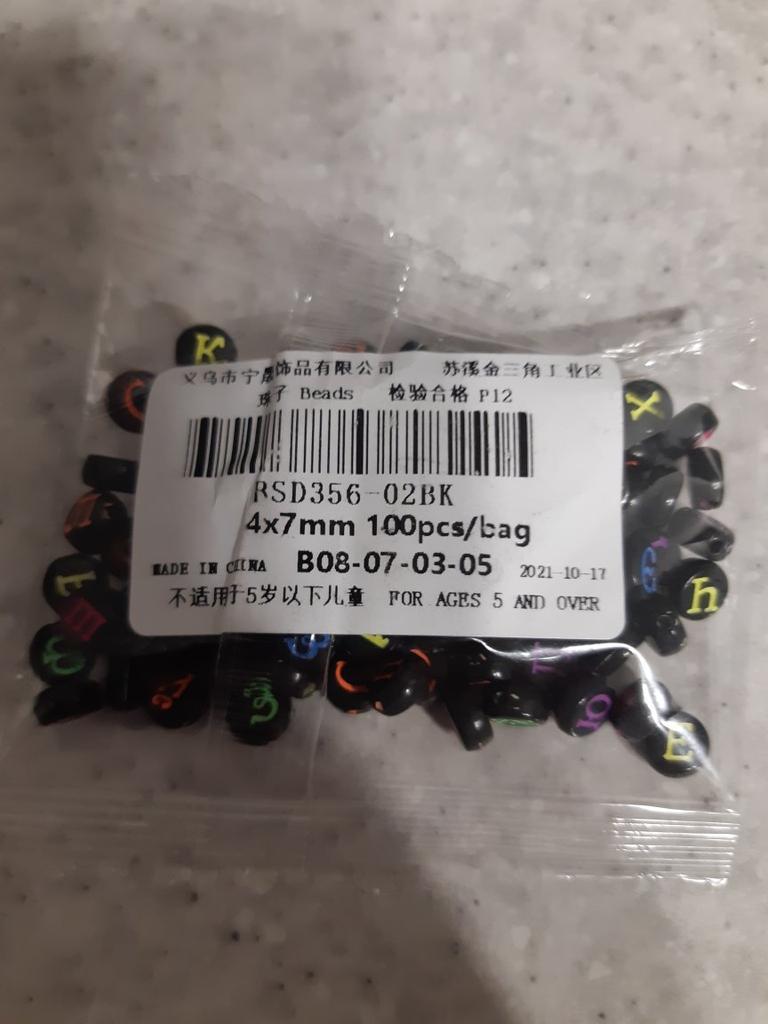 K
义乌市宁晟饰品有限公司 苏溪金三角工业区
珠子 Beads 检验合格 P12
X
RSD356-02BK
4x7mm 100pcs/bag
MADE IN CHINA B08-07-03-05 2021-10-17
不适用于5岁以下儿童 FOR AGES 5 AND OVER
h
Ю
E